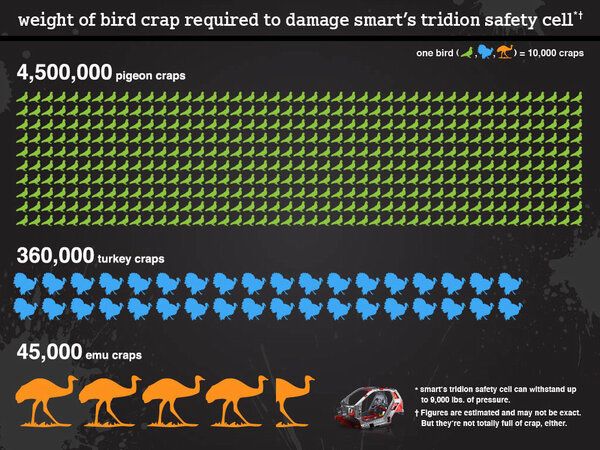 weight of bird crap required to damage smart's tridion safety cell*†
one bird ( , , ) = 10,000 craps
4,500,000 pigeon craps
360,000 turkey craps
45,000 emu craps
* smart's tridion safety cell can withstand up
to 9,000 lbs. of pressure.
† Figures are estimated and may not be exact.
But they're not totally full of crap, either.